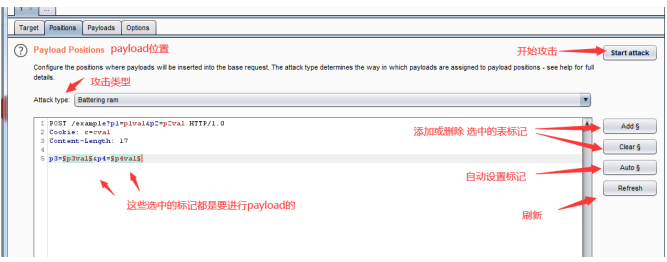 1 × ...
Target Positions Payloads Options
? Payload Positions payload位置
开始攻击
Start attack
Configure the positions where payloads will be inserted into the base request. The attack type determines the way in which payloads are assigned to payload positions - see help for full
details.
攻击类型
Attack type: Battering ram
1 POST /example?p1=p1val&p2=p2val HTTP/1.0
2 Cookie: c=cval
3 Content-Length: 17
4
5 p3=§p3val§&p4=§p4val§
添加或删除 选中的表标记
Add §
Clear §
自动设置标记
Auto §
Refresh
刷新
这些选中的标记都是要进行payload的